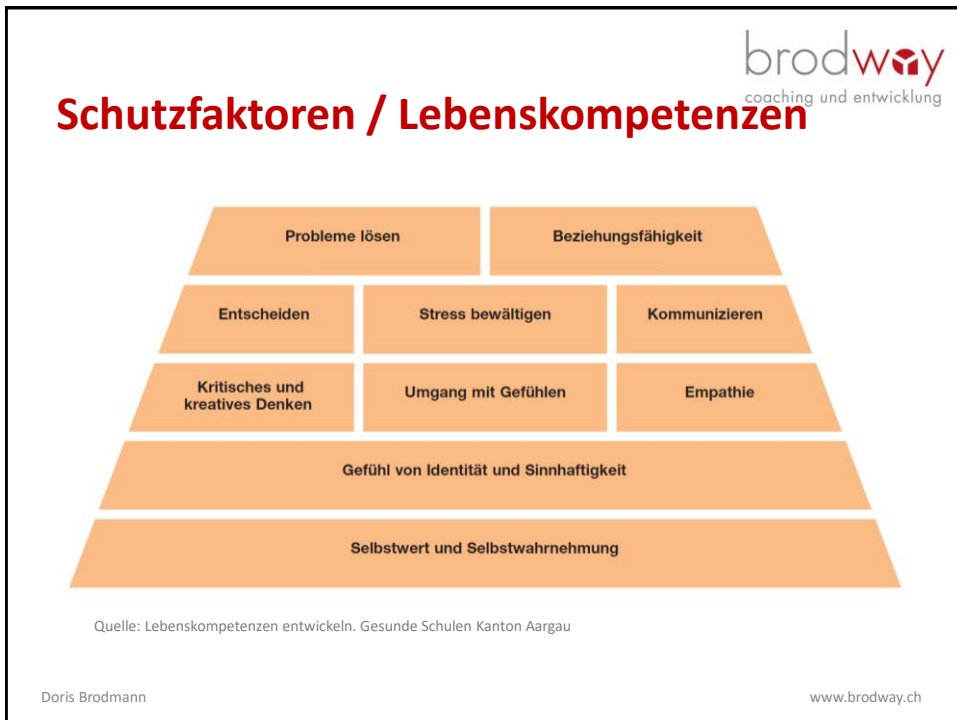 brodway
coaching und entwicklung
Schutzfaktoren / Lebenskompetenzen
Probleme lösen
Beziehungsfähigkeit
Entscheiden
Stress bewältigen
Kommunizieren
Kritisches und
kreatives Denken
Umgang mit Gefühlen
Empathie
Gefühl von Identität und Sinnhaftigkeit
Selbstwert und Selbstwahrnehmung
Quelle: Lebenskompetenzen entwickeln. Gesunde Schulen Kanton Aargau
Doris Brodmann
www.brodway.ch